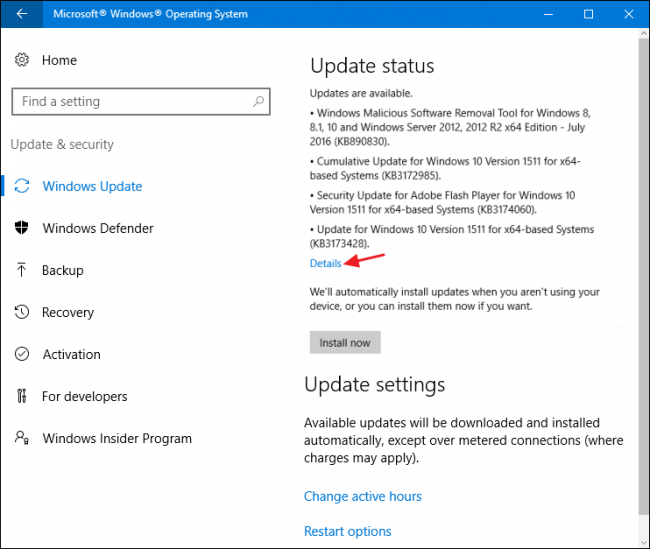 Microsoft® Windows® Operating System
Home
Find a setting
Update & security
Windows Update
Windows Defender
Backup
Recovery
Activation
For developers
Windows Insider Program
Update status
Updates are available.
• Windows Malicious Software Removal Tool for Windows 8,
8.1, 10 and Windows Server 2012, 2012 R2 x64 Edition - July
2016 (KB890830).
• Cumulative Update for Windows 10 Version 1511 for x64-
based Systems (KB3172985).
• Security Update for Adobe Flash Player for Windows 10
Version 1511 for x64-based Systems (KB3174060).
• Update for Windows 10 Version 1511 for x64-based Systems
(KB3173428).
Details
We'll automatically install updates when you aren't using your
device, or you can install them now if you want.
Install now
Update settings
Available updates will be downloaded and installed
automatically, except over metered connections (where
charges may apply).
Change active hours
Restart options